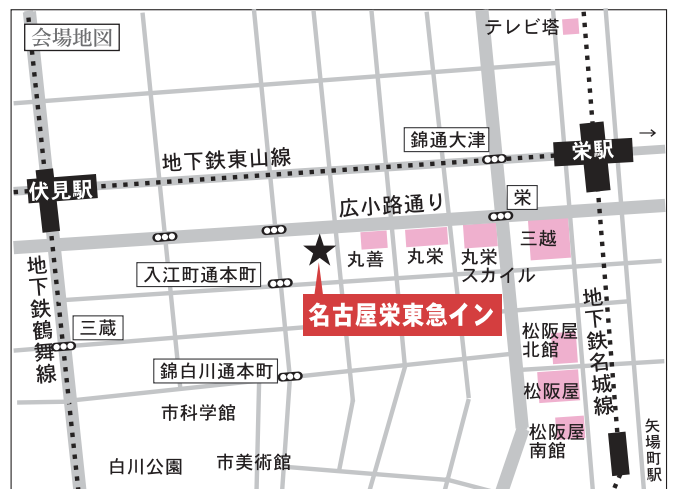 会場地図
テレビ塔
錦通大津
→
地下鉄東山線
栄駅
伏見駅
広小路通り
栄
丸善
丸栄
丸栄
スカイル
三越
入江町通本町
地下鉄鶴舞線
名古屋栄東急イン
地下鉄名城線
三蔵
松阪屋
北館
錦白川通本町
松阪屋
市科学館
松阪屋
南館
矢場町駅
白川公園
市美術館